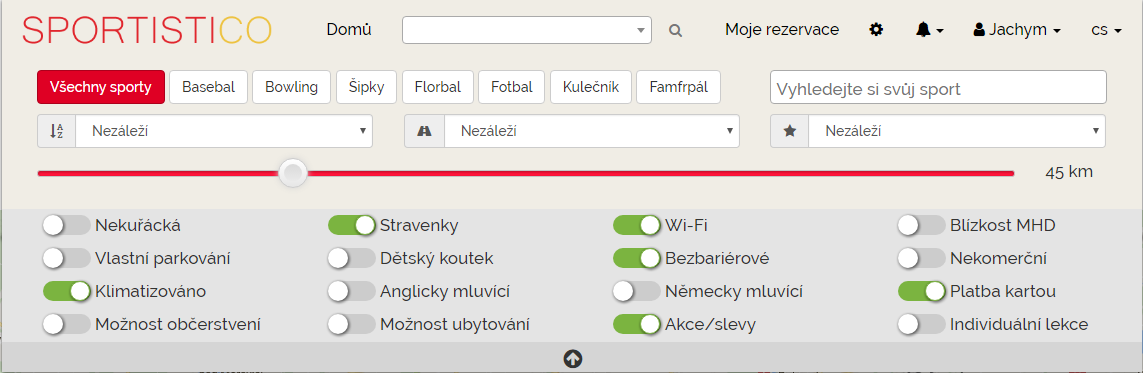 SPORTISTICO Domů Moje rezervace Jachym cs
Všechny sporty Basebal Bowling Šipky Florbal Fotbal Kulečník Famfrpál Vyhledejte si svůj sport
Nezáleží Nezáleží Nezáleží
45 km
Nekuřácká Stravenky Wi-Fi Blízkost MHD
Vlastní parkování Dětský koutek Bezbariérové Nekomerční
Klimatizováno Anglicky mluvící Německy mluvící Platba kartou
Možnost občerstvení Možnost ubytování Akce/slevy Individuální lekce